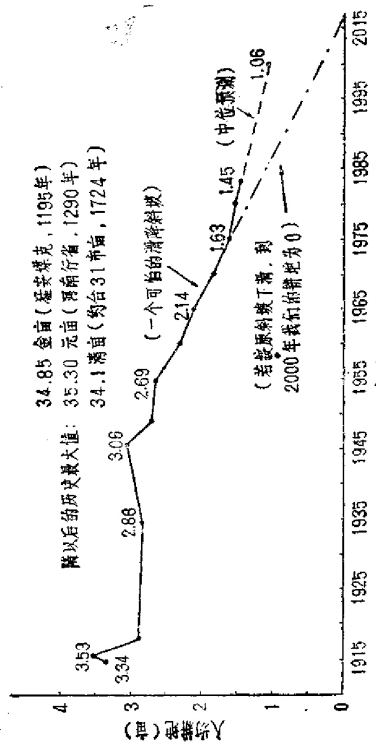 隋以后的历史最大值:
34.85 金亩(猛安谋克,1195年)
35.30 元亩(河南行省,1290年)
34.1 清亩(约合31市亩,1724年)
人均耕地(亩)
4
3
2
1
0
3.53
3.34
2.88
3.06
2.69
2.14
1.63
1.45
1.06
(一个可怕的滑降斜坡)
(中位预测)
(若按原斜坡下滑,到
2000年我们的耕地为0)
1915
1925
1935
1945
1955
1965
1975
1985
1995
2015